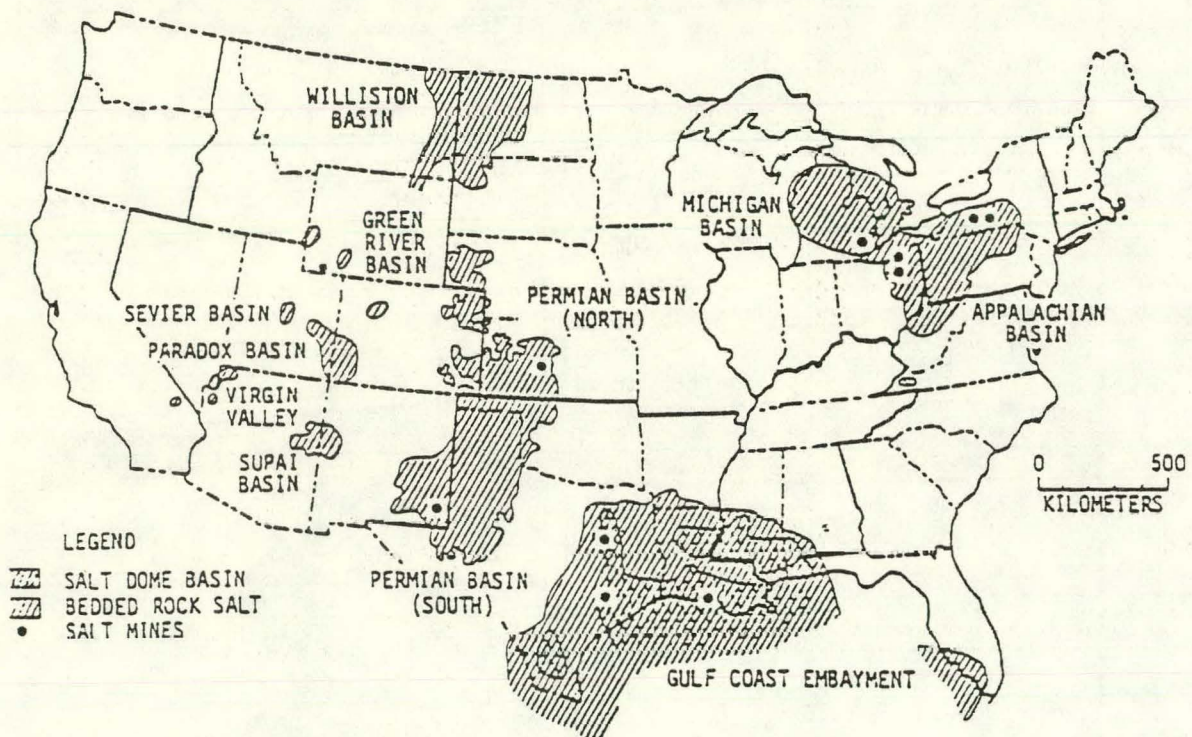 WILLISTON
BASIN
GREEN
RIVER
BASIN
MICHIGAN
BASIN
SEVIER BASIN
PERMIAN BASIN
(NORTH)
APPALACHIAN
BASIN
PARADOX BASIN
VIRGIN
VALLEY
SUPAI
BASIN
0 500
KILOMETERS
LEGEND
SALT DOME BASIN
BEDDED ROCK SALT
SALT MINES
PERMIAN BASIN
(SOUTH)
GULF COAST EMBAYMENT